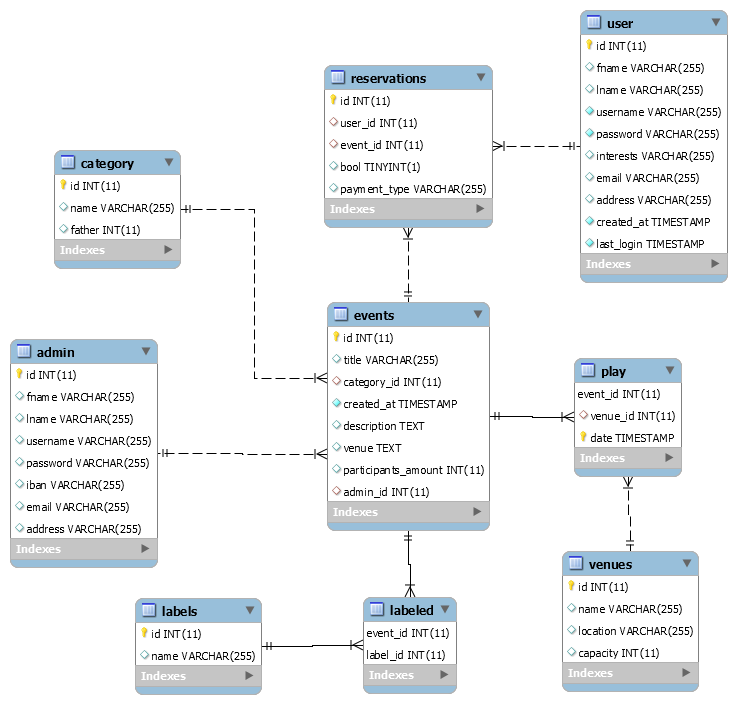 user
id INT(11)
fname VARCHAR(255)
lname VARCHAR(255)
username VARCHAR(255)
password VARCHAR(255)
interests VARCHAR(255)
email VARCHAR(255)
address VARCHAR(255)
created_at TIMESTAMP
last_login TIMESTAMP
Indexes
reservations
id INT(11)
user_id INT(11)
event_id INT(11)
bool TINYINT(1)
payment_type VARCHAR(255)
Indexes
category
id INT(11)
name VARCHAR(255)
father INT(11)
Indexes
events
id INT(11)
title VARCHAR(255)
category_id INT(11)
created_at TIMESTAMP
description TEXT
venue TEXT
participants_amount INT(11)
admin_id INT(11)
Indexes
admin
id INT(11)
fname VARCHAR(255)
lname VARCHAR(255)
username VARCHAR(255)
password VARCHAR(255)
iban VARCHAR(255)
email VARCHAR(255)
address VARCHAR(255)
Indexes
play
event_id INT(11)
venue_id INT(11)
date TIMESTAMP
Indexes
venues
id INT(11)
name VARCHAR(255)
location VARCHAR(255)
capacity INT(11)
Indexes
labels
id INT(11)
name VARCHAR(255)
Indexes
labeled
event_id INT(11)
label_id INT(11)
Indexes